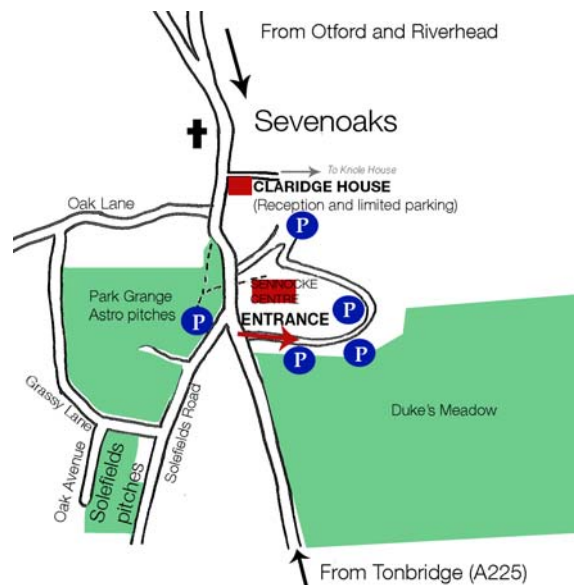 From Otford and Riverhead
Sevenoaks
To Knole House
CLARIDGE HOUSE
(Reception and limited parking)
Oak Lane
P
SENNOCKE
CENTRE
Park Grange
Astro pitches
P
P
ENTRANCE
P
P
Grassy Lane
Solefields Road
Duke's Meadow
Oak Avenue
Solefields
pitches
From Tonbridge (A225)